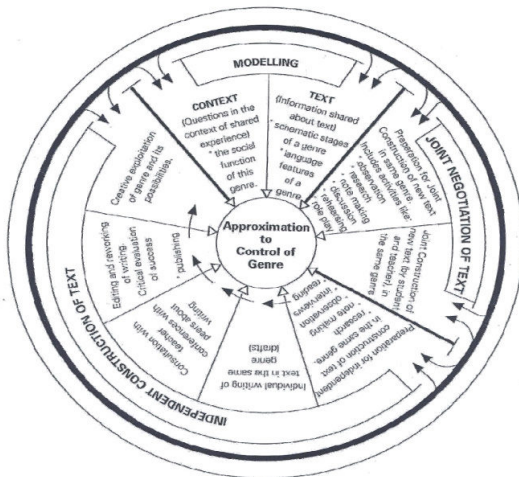 MODELLING
CONTEXT
(Questions in the
context of shared
experience)
* the social
function of
this genre.
TEXT
(Information shared
about text)
* schematic stages
of a genre
* language
features
of a
genre
JOINT NEGOTIATION OF TEXT
Preparation for Joint
Construction of new text
in same genre.
Includes activities like:
* observation
* research
* note making
* discussion
* rehearsing
* role play
Joint Construction of
new text by student
and teacher, in
the same genre
INDEPENDENT CONSTRUCTION OF TEXT
Preparation for independent
construction of text
in the same genre.
* research
* note making
* observation
* interviews
reading
Individual writing of
text in the same
genre
(drafts)
Consultation with
teacher
conferences with
peers about
writing
Editing and reworking
of writing.
Critical evaluation
of success
publishing
Creative exploitation
of genre and its
possibilities.
Approximation
to
Control of
Genre